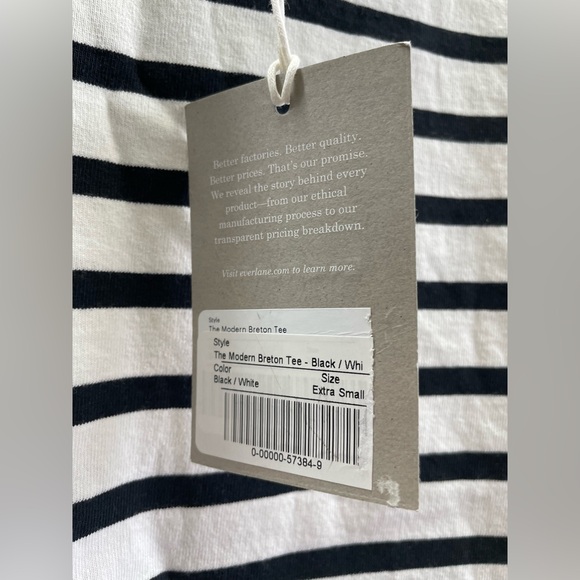 Better factories. Better quality.
Better prices. That's our promise.
We reveal the story behind every
product—from our ethical
manufacturing process to our
transparent pricing breakdown.
Visit everlane.com to learn more.
Style
The Modern Breton Tee
Style
The Modern Breton Tee - Black / Whi
Color Size
Black / White Extra Small
0-00000-57384-9